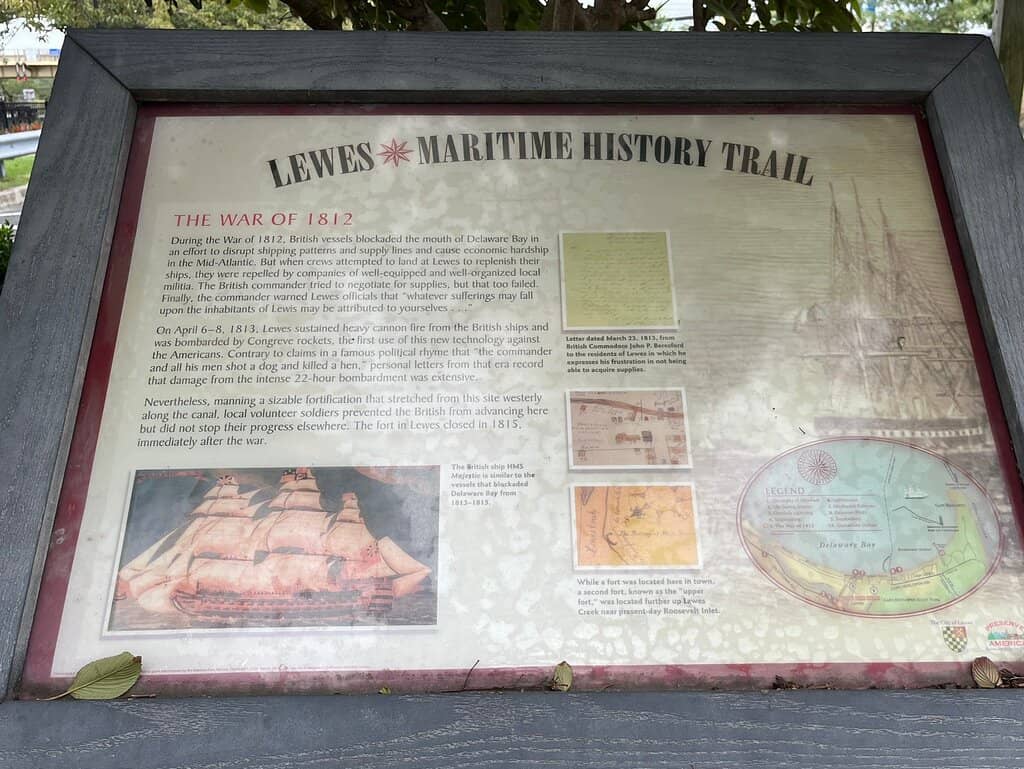 LEWES MARITIME HISTORY TRAIL
THE WAR OF 1812
During the War of 1812, British vessels blockaded the mouth of Delaware Bay in
an effort to disrupt shipping patterns and supply lines and cause economic hardship
in the Mid-Atlantic. But when crews attempted to land at Lewes to replenish their
ships, they were repelled by companies of well-equipped and well-organized local
militia. The British commander tried to negotiate for supplies, but that too failed.
Finally, the commander warned Lewes officials that "whatever sufferings may fall
upon the inhabitants of Lewis may be attributed to yourselves . . ."
On April 6–8, 1813, Lewes sustained heavy cannon fire from the British ships and
was bombarded by Congreve rockets, the first use of this new technology against
the Americans. Contrary to claims in a famous political rhyme that "the commander
and all his men shot a dog and killed a hen," personal letters from that era record
that damage from the intense 22-hour bombardment was extensive.
Nevertheless, manning a sizable fortification that stretched from this site westerly
along the canal, local volunteer soldiers prevented the British from advancing here
but did not stop their progress elsewhere. The fort in Lewes closed in 1815,
immediately after the war.
Letter dated March 23, 1813, from
British Commodore John P. Beresford
to the residents of Lewes in which he
expresses his frustration in not being
able to acquire supplies.
The British ship HMS
Majestic is similar to the
vessels that blockaded
Delaware Bay from
1813–1815.
While a fort was located here in town,
a second fort, known as the "upper
fort," was located further up Lewes
Creek near present-day Roosevelt Inlet.
LEGEND
Delaware Bay
The City of Lewes
PRESERVE
AMERICA